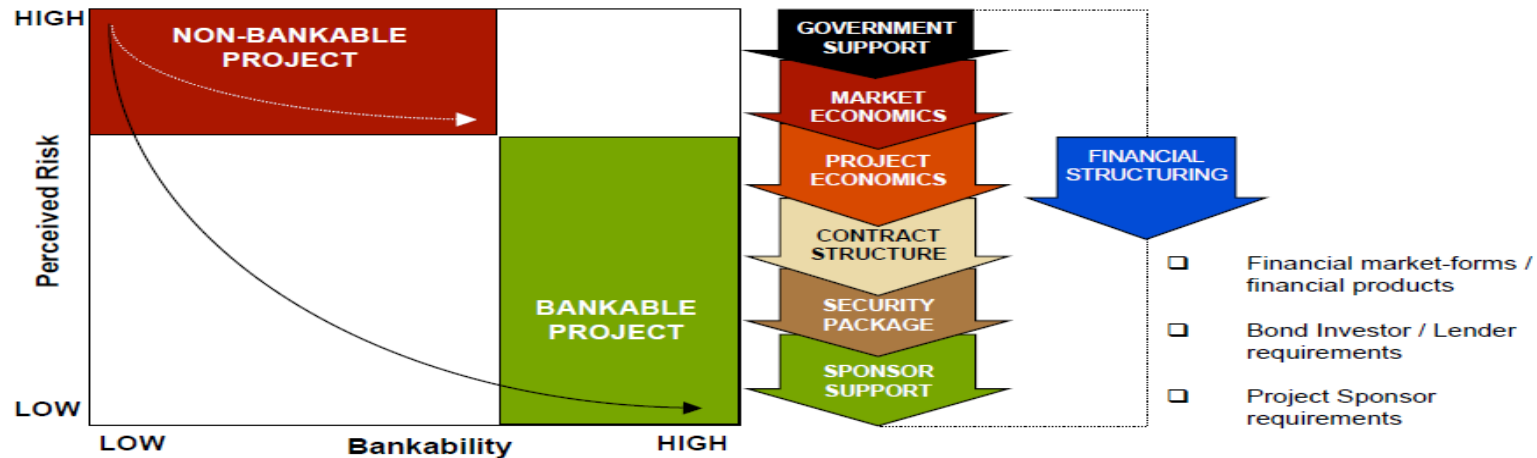 HIGH
NON-BANKABLE
PROJECT
Perceived Risk
BANKABLE
PROJECT
LOW
LOW
Bankability
HIGH
GOVERNMENT
SUPPORT
MARKET
ECONOMICS
PROJECT
ECONOMICS
CONTRACT
STRUCTURE
SECURITY
PACKAGE
SPONSOR
SUPPORT
FINANCIAL
STRUCTURING
❑ Financial market-forms /
financial products
❑ Bond Investor / Lender
requirements
❑ Project Sponsor
requirements